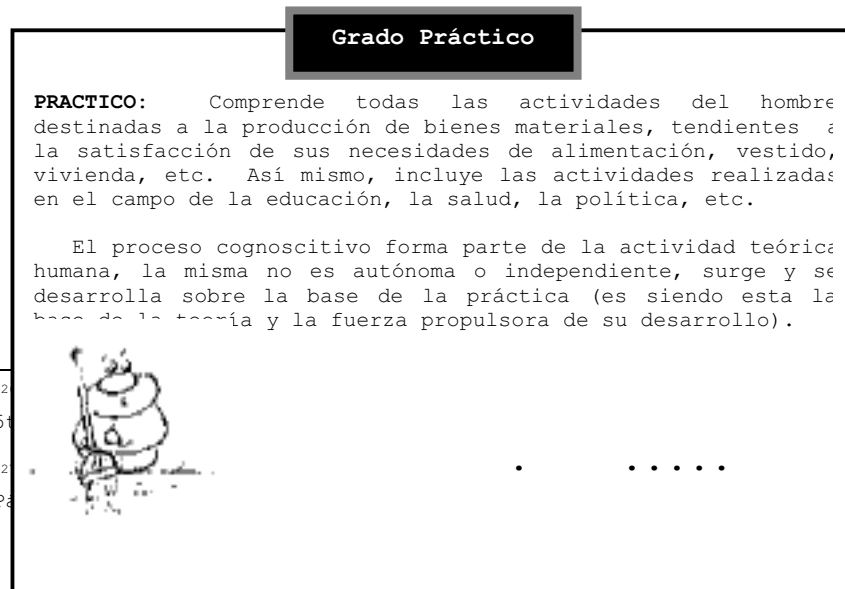 Grado Práctico
PRACTICO: Comprende todas las actividades del hombre
destinadas a la producción de bienes materiales, tendientes a
la satisfacción de sus necesidades de alimentación, vestido,
vivienda, etc. Así mismo, incluye las actividades realizadas
en el campo de la educación, la salud, la política, etc.
El proceso cognoscitivo forma parte de la actividad teórica
humana, la misma no es autónoma o independiente, surge y se
desarrolla sobre la base de la práctica (es siendo esta la
base de la teoría y la fuerza propulsora de su desarrollo).